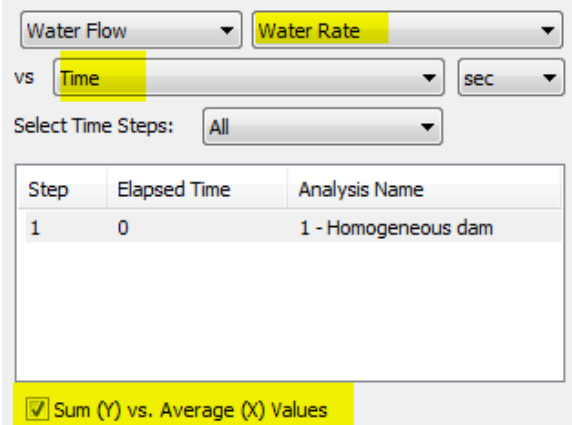 Water Flow Water Rate
vs Time sec
Select Time Steps: All
Step Elapsed Time Analysis Name
1 0 1 - Homogeneous dam
Sum (Y) vs. Average (X) Values